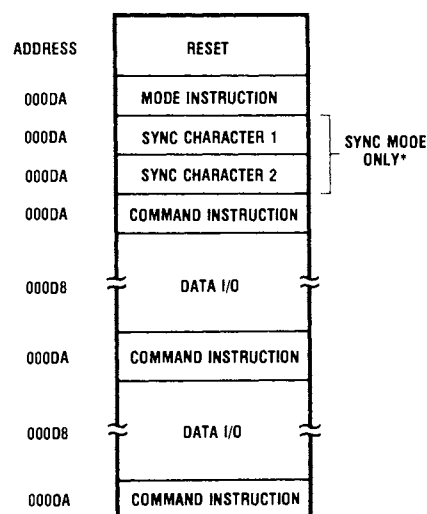 ADDRESS RESET
000DA MODE INSTRUCTION
000DA SYNC CHARACTER 1
SYNC MODE
ONLY*
000DA SYNC CHARACTER 2
000DA COMMAND INSTRUCTION
000D8 DATA I/O
000DA COMMAND INSTRUCTION
000D8 DATA I/O
000DA COMMAND INSTRUCTION